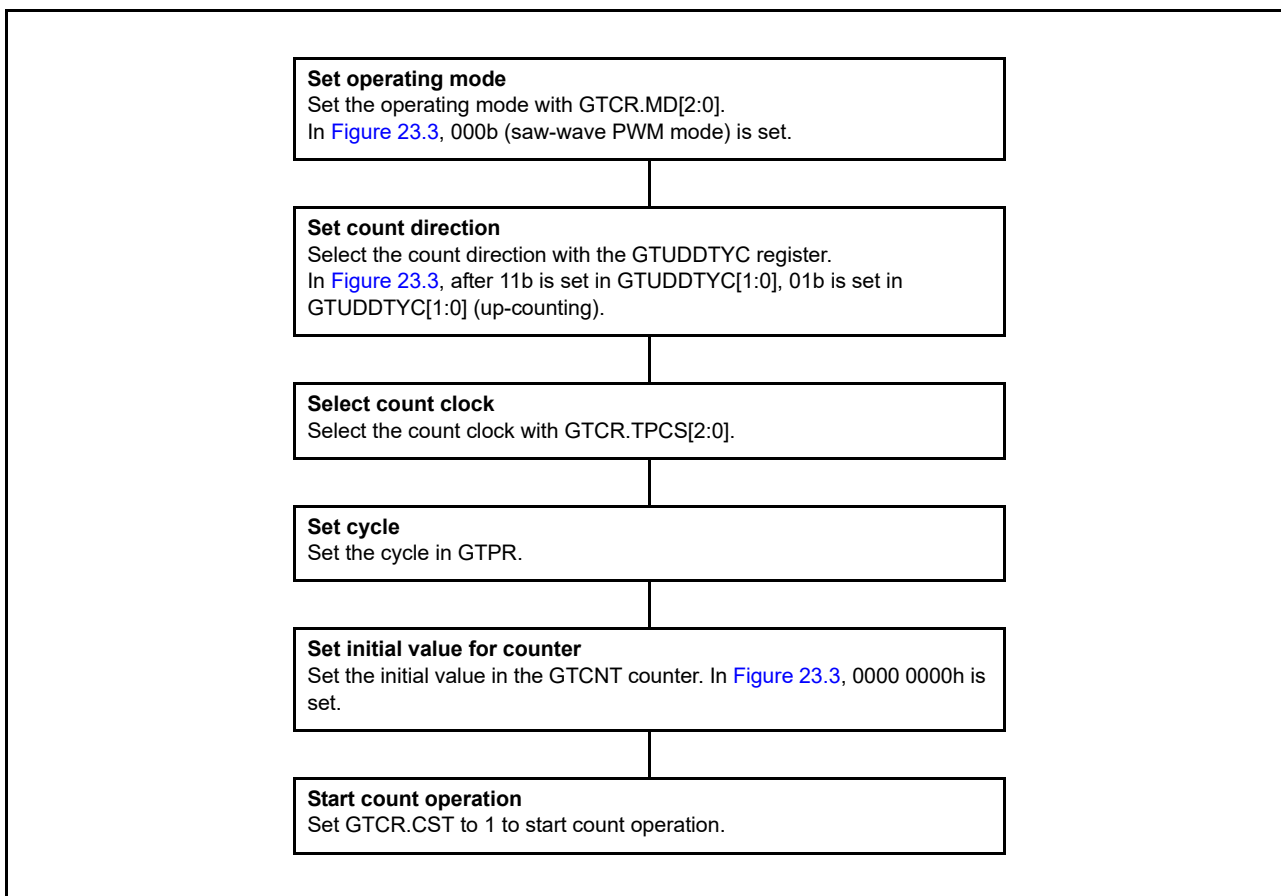 Set operating mode
Set the operating mode with GTCR.MD[2:0].
In Figure 23.3, 000b (saw-wave PWM mode) is set.
Set count direction
Select the count direction with the GTUDDTYC register.
In Figure 23.3, after 11b is set in GTUDDTYC[1:0], 01b is set in
GTUDDTYC[1:0] (up-counting).
Select count clock
Select the count clock with GTCR.TPCS[2:0].
Set cycle
Set the cycle in GTPR.
Set initial value for counter
Set the initial value in the GTCNT counter. In Figure 23.3, 0000 0000h is
set.
Start count operation
Set GTCR.CST to 1 to start count operation.